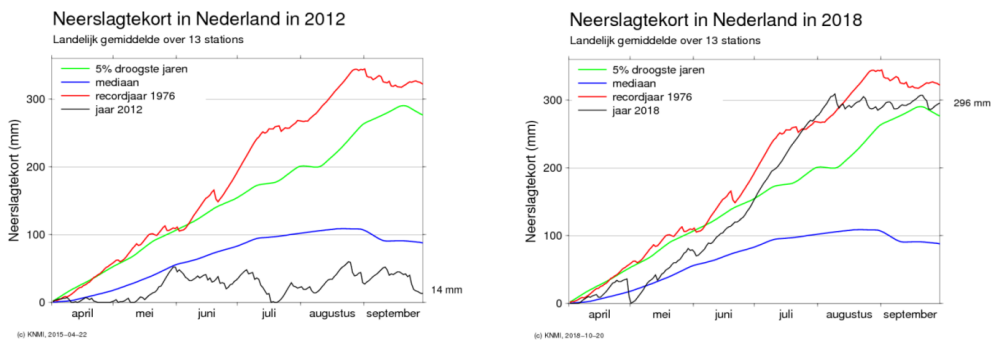 Neerslagtekort in Nederland in 2012
Landelijk gemiddelde over 13 stations
5% droogste jaren
mediaan
recordjaar 1976
jaar 2012
Neerslagtekort (mm)
300
200
100
0
april mei juni juli augustus september
14 mm
(c) KNMI, 2015-04-22
Neerslagtekort in Nederland in 2018
Landelijk gemiddelde over 13 stations
5% droogste jaren
mediaan
recordjaar 1976
jaar 2018
Neerslagtekort (mm)
300
200
100
0
april mei juni juli augustus september
296 mm
(c) KNMI, 2018-10-20